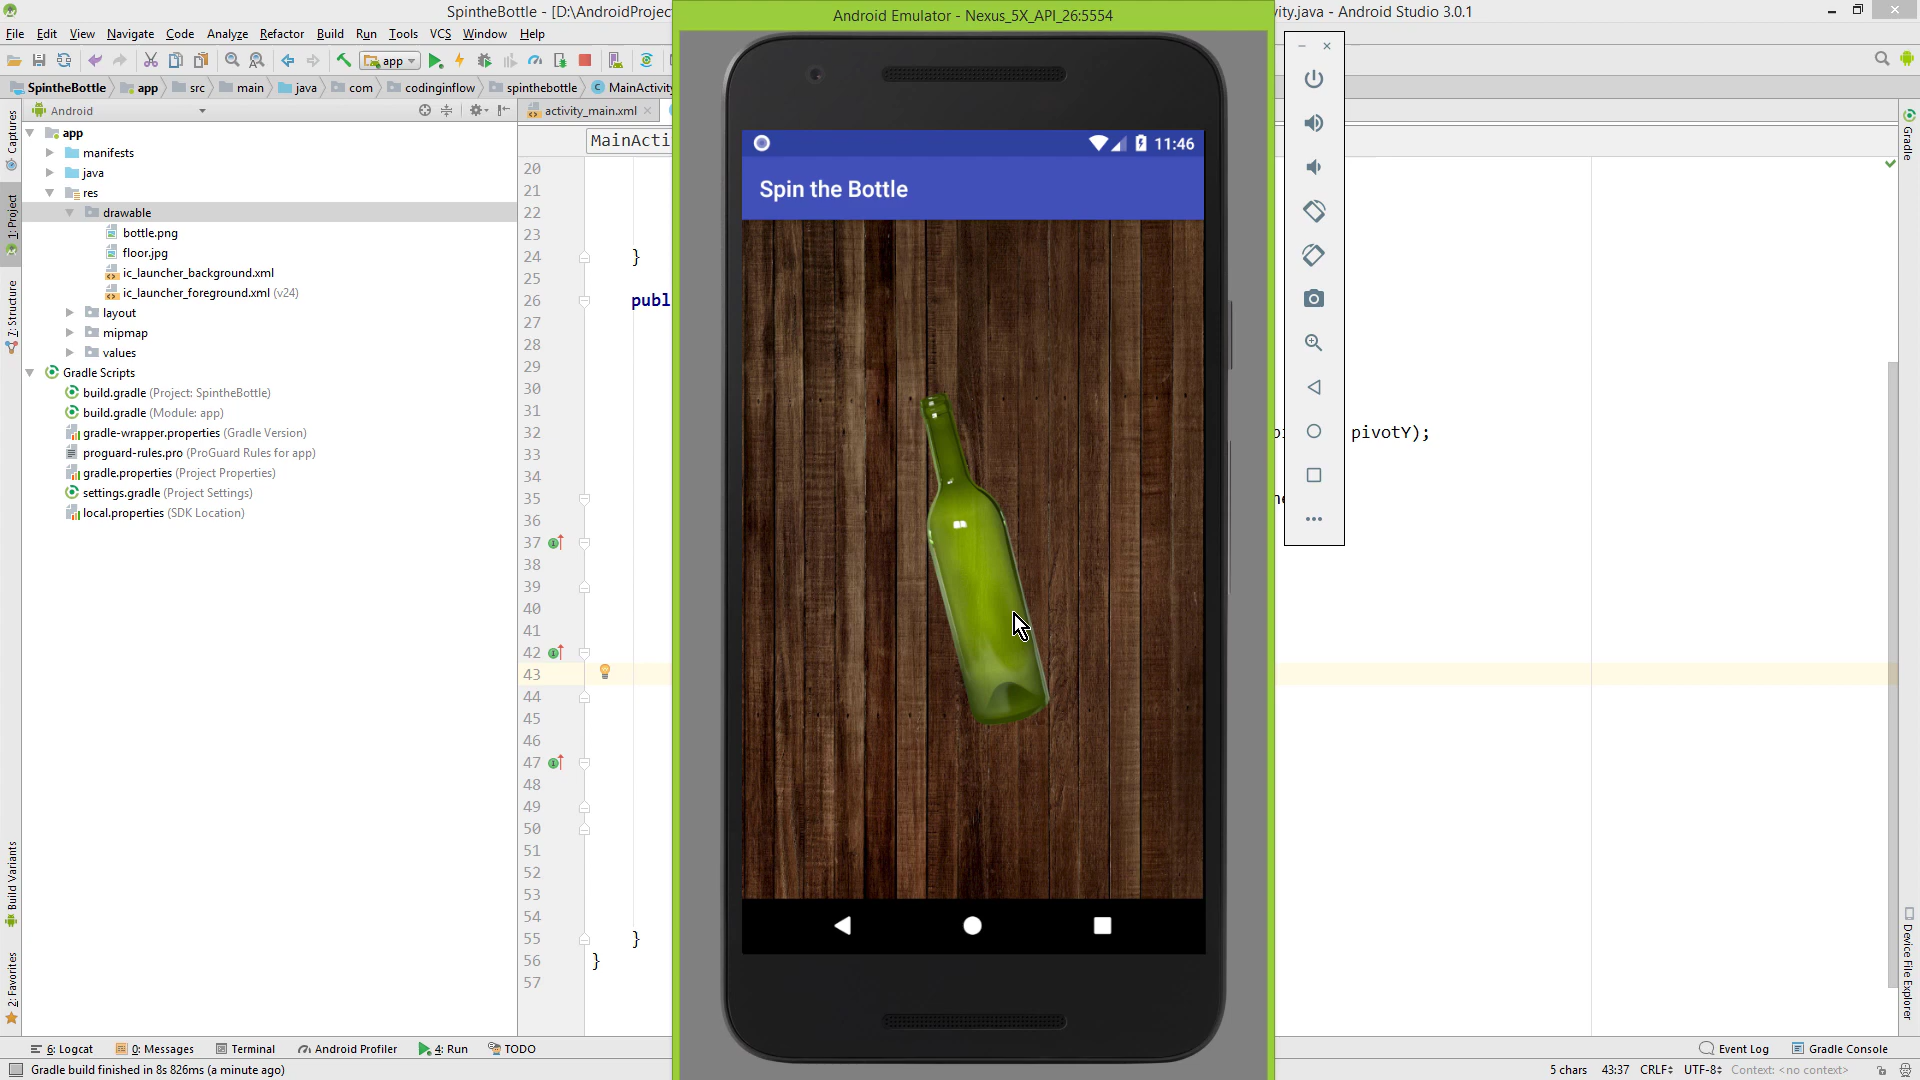 SpintheBottle - [D:\AndroidProjec
Android Emulator - Nexus_5X_API_26:5554
ity.java - Android Studio 3.0.1
File Edit View Navigate Code Analyze Refactor Build Run Tools VCS Window Help
app
SpintheBottle app src main java com codinginflow spinthebottle MainActivity
Android
activity_main.xml
MainActi
Captures
1: Project
7: Structure
Build Variants
2: Favorites
app
manifests
java
res
drawable
bottle.png
floor.jpg
ic_launcher_background.xml
ic_launcher_foreground.xml (v24)
layout
mipmap
values
Gradle Scripts
build.gradle (Project: SpintheBottle)
build.gradle (Module: app)
gradle-wrapper.properties (Gradle Version)
proguard-rules.pro (ProGuard Rules for app)
gradle.properties (Project Properties)
settings.gradle (Project Settings)
local.properties (SDK Location)
20
21
22
23
24 }
25
26 publ
27
28
29
30
31
32 pivotY);
33
34
35
36
37
38
39
40
41
42
43
44
45
46
47
48
49
50
51
52
53
54
55 }
56 }
57
11:46
Spin the Bottle
Gradle
Device File Explorer
6: Logcat 0: Messages Terminal Android Profiler 4: Run TODO
Event Log Gradle Console
Gradle build finished in 8s 826ms (a minute ago)
5 chars 43:37 CRLF UTF-8 Context: <no context>